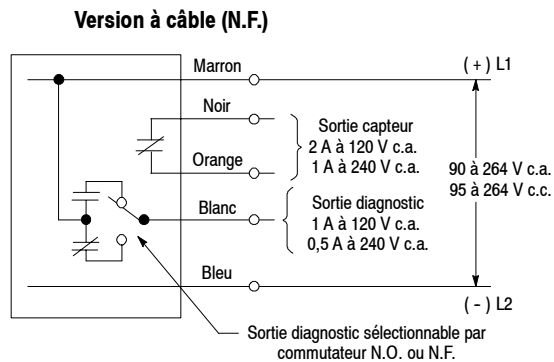 Version à câble (N.F.)
Marron
( + ) L1
Noir
Sortie capteur
2 A à 120 V c.a.
1 A à 240 V c.a.
Orange
90 à 264 V c.a.
95 à 264 V c.c.
Blanc
Sortie diagnostic
1 A à 120 V c.a.
0,5 A à 240 V c.a.
Bleu
( - ) L2
Sortie diagnostic sélectionnable par
commutateur N.O. ou N.F.